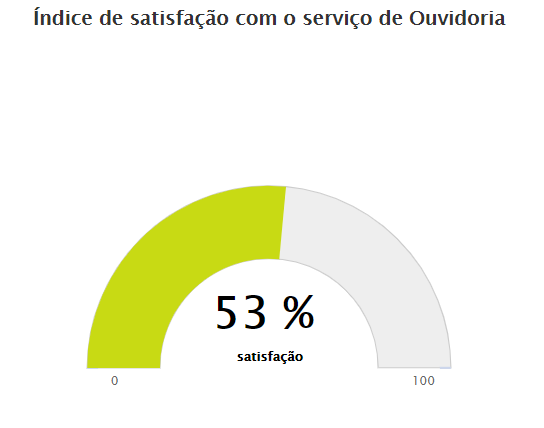 Índice de satisfação com o serviço de Ouvidoria
53 %
satisfação
0
100